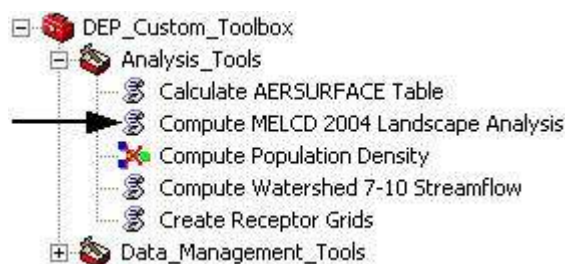 DEP_Custom_Toolbox
Analysis_Tools
Calculate AERSURFACE Table
Compute MELCD 2004 Landscape Analysis
Compute Population Density
Compute Watershed 7-10 Streamflow
Create Receptor Grids
Data_Management_Tools